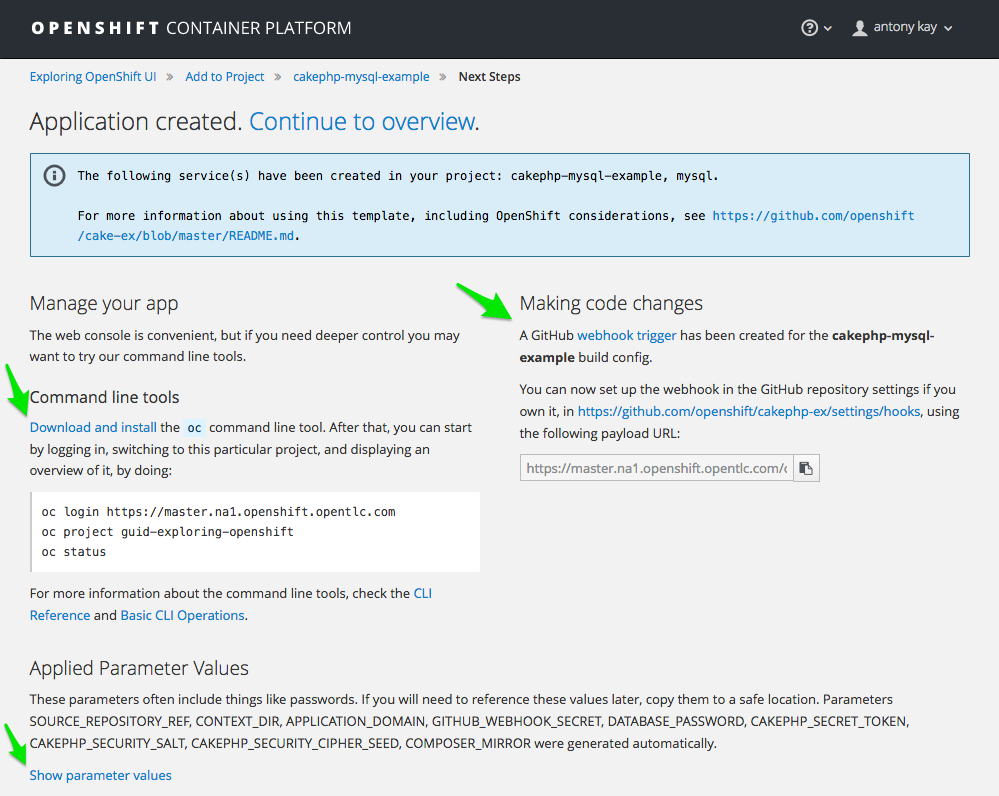 OPENSHIFT CONTAINER PLATFORM
antony kay
Exploring OpenShift UI » Add to Project » cakephp-mysql-example » Next Steps
Application created. Continue to overview.
The following service(s) have been created in your project: cakephp-mysql-example, mysql.
For more information about using this template, including OpenShift considerations, see https://github.com/openshift
/cake-ex/blob/master/README.md.
Manage your app
The web console is convenient, but if you need deeper control you may
want to try our command line tools.
Command line tools
Download and install the oc command line tool. After that, you can start
by logging in, switching to this particular project, and displaying an
overview of it, by doing:
oc login https://master.na1.openshift.opentlc.com
oc project guid-exploring-openshift
oc status
For more information about the command line tools, check the CLI
Reference and Basic CLI Operations.
Making code changes
A GitHub webhook trigger has been created for the cakephp-mysql-
example build config.
You can now set up the webhook in the GitHub repository settings if you
own it, in https://github.com/openshift/cakephp-ex/settings/hooks, using
the following payload URL:
https://master.na1.openshift.opentlc.com/
Applied Parameter Values
These parameters often include things like passwords. If you will need to reference these values later, copy them to a safe location. Parameters
SOURCE_REPOSITORY_REF, CONTEXT_DIR, APPLICATION_DOMAIN, GITHUB_WEBHOOK_SECRET, DATABASE_PASSWORD, CAKEPHP_SECRET_TOKEN,
CAKEPHP_SECURITY_SALT, CAKEPHP_SECURITY_CIPHER_SEED, COMPOSER_MIRROR were generated automatically.
Show parameter values